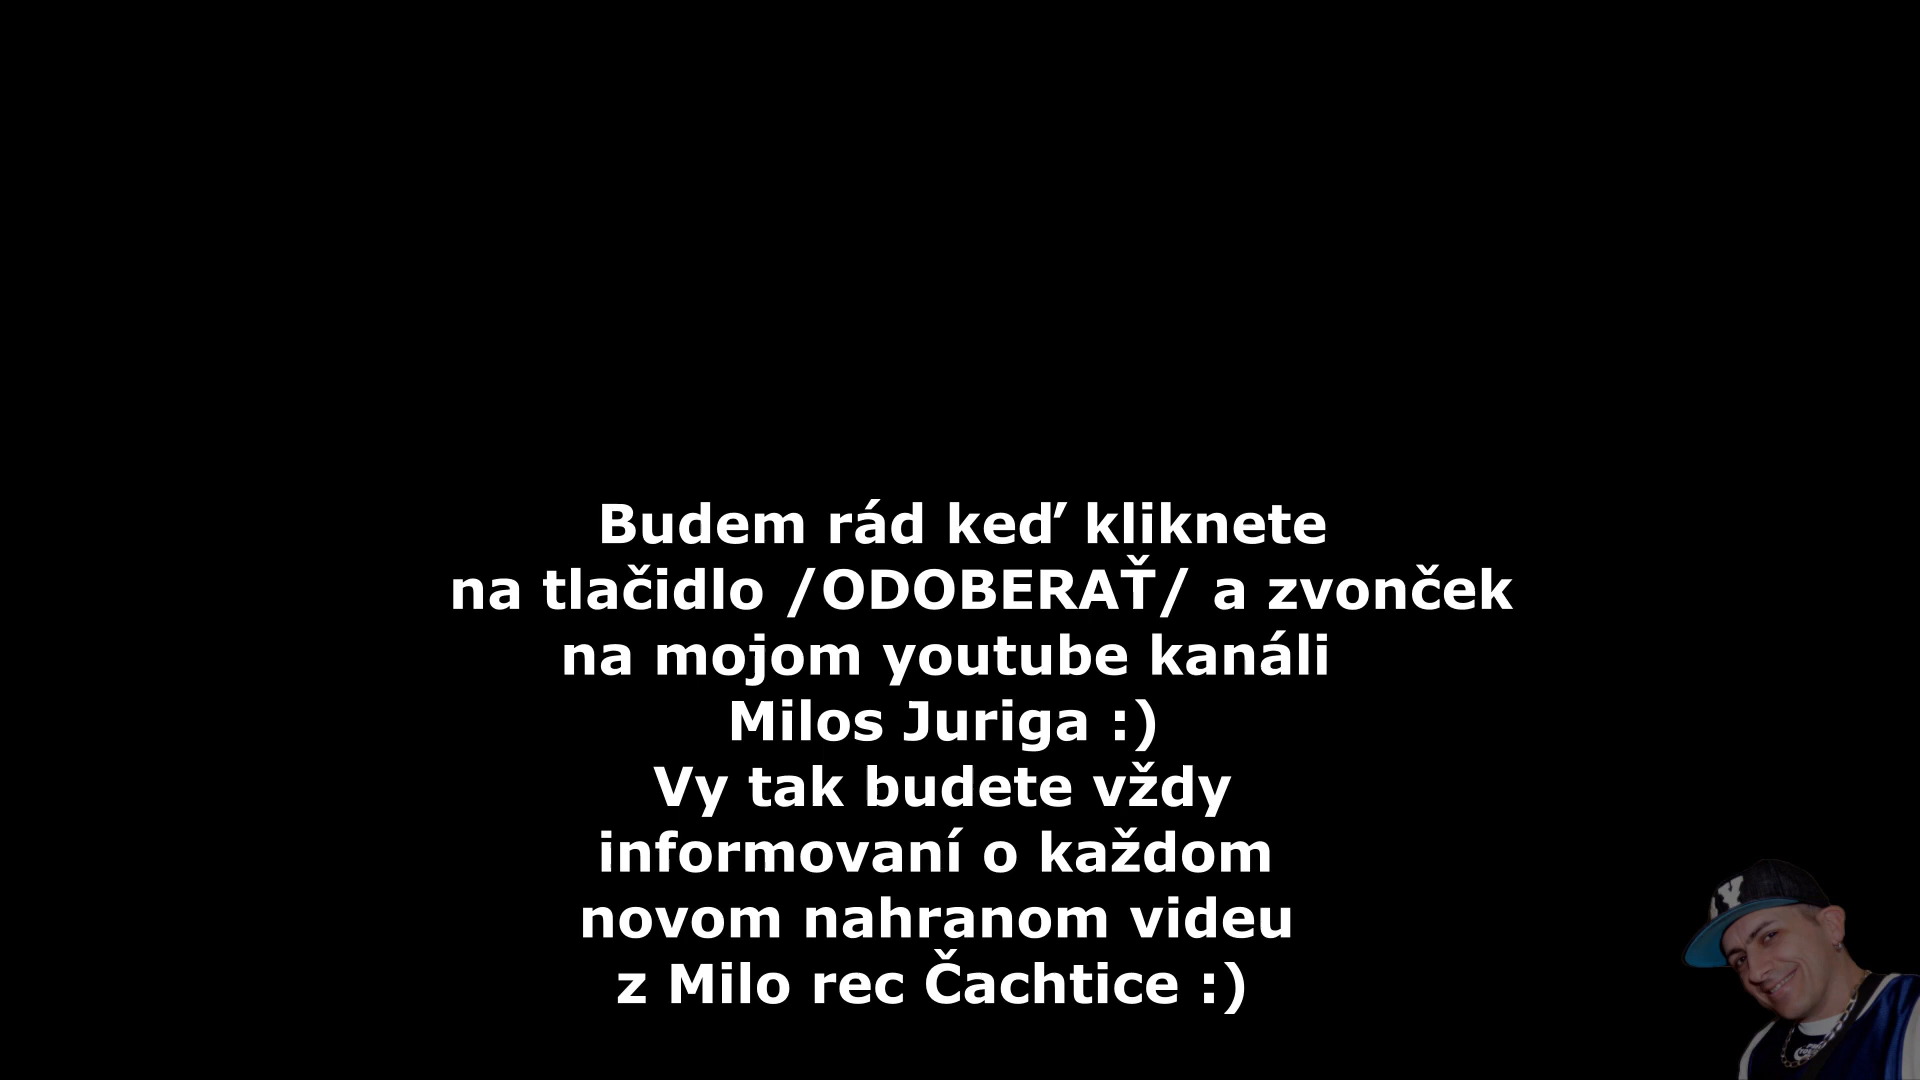 Budem rád keď kliknete
na tlačidlo /ODOBERAŤ/ a zvonček
na mojom youtube kanáli
Milos Juriga :)
Vy tak budete vždy
informovaní o každom
novom nahranom videu
z Milo rec Čachtice :)